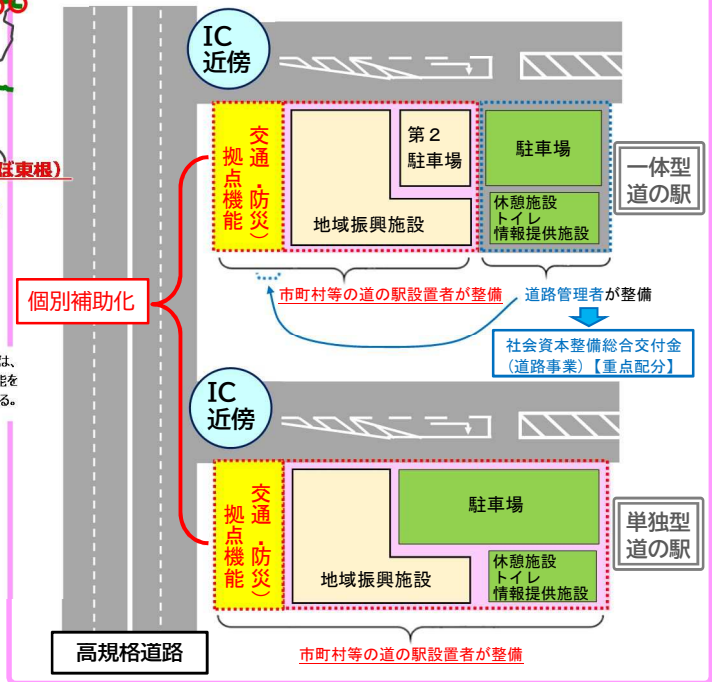 IC
近傍
ぼ東根）
交通・防災）
拠点機能
第２
駐車場
地域振興施設
駐車場
休憩施設
トイレ
情報提供施設
一体型
道の駅
個別補助化
市町村等の道の駅設置者が整備
道路管理者が整備
社会資本整備総合交付金
（道路事業）【重点配分】
は、
能を
る。
IC
近傍
交通・防災）
拠点機能
地域振興施設
駐車場
休憩施設
トイレ
情報提供施設
単独型
道の駅
高規格道路
市町村等の道の駅設置者が整備